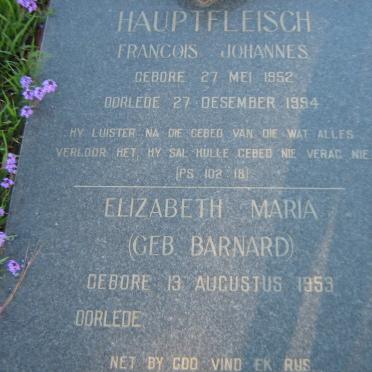 HAUPTFLEISCH
FRANCOIS JOHANNES
GEBORE 27 MEI 1952
OORLEDE 27 DESEMBER 1994
HY LUISTER NA DIE GEBED VAN DIE WAT ALLES
VERLOOR HET, HY SAL HULLE GEBED NIE VERAG NIE
(PS 102 18)
ELIZABETH MARIA
(GEB BARNARD)
GEBORE 13 AUGUSTUS 1953
OORLEDE
NET BY GOD VIND EK RUS